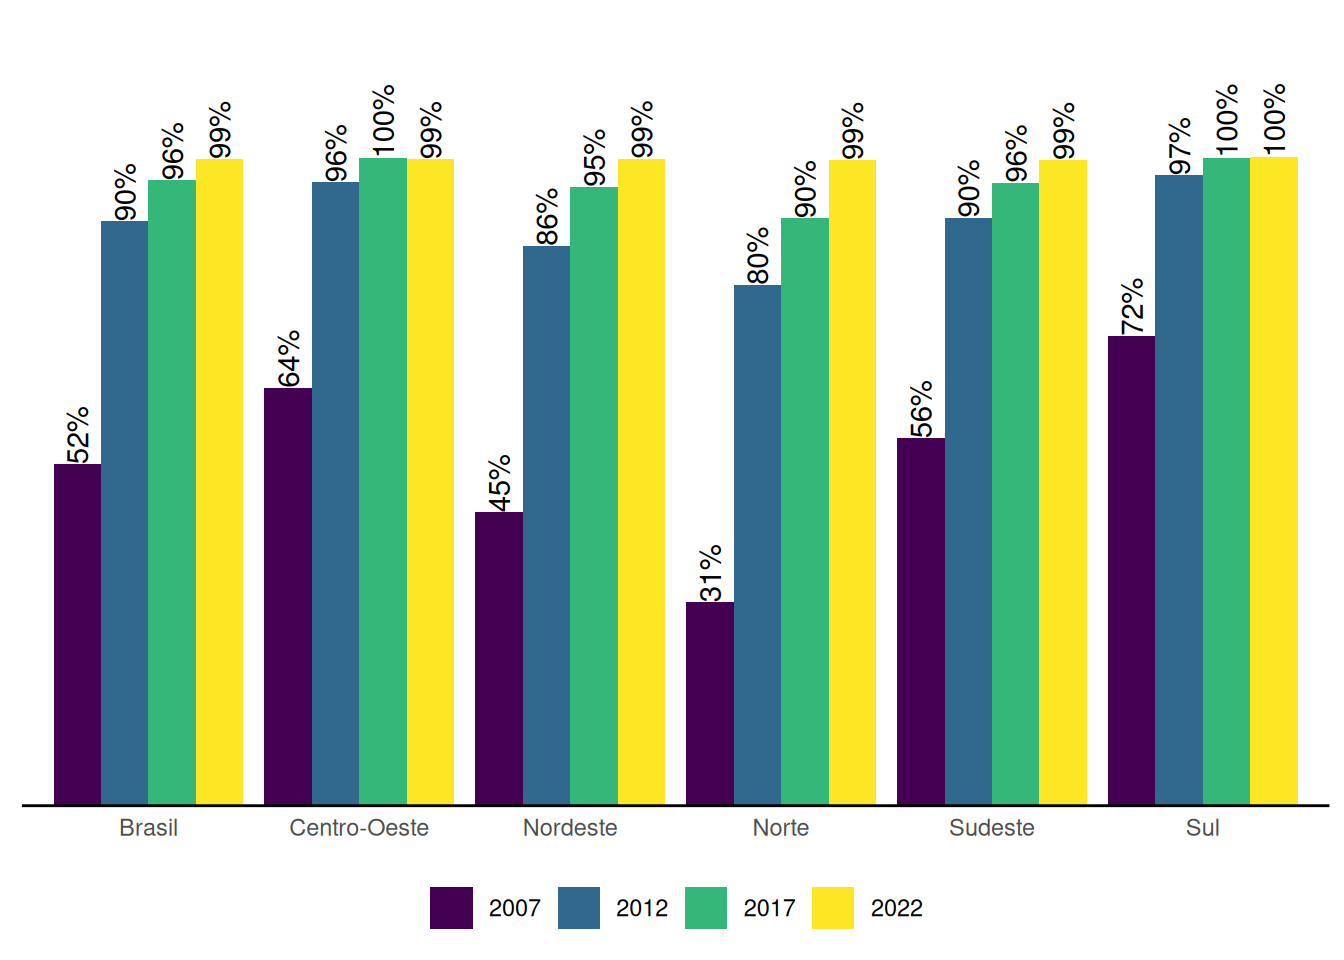 52% 90% 96% 99%
64% 96% 100% 99%
45% 86% 95% 99%
31% 80% 90% 99%
56% 90% 96% 99%
72% 97% 100% 100%
Brasil Centro-Oeste Nordeste Norte Sudeste Sul
2007 2012 2017 2022